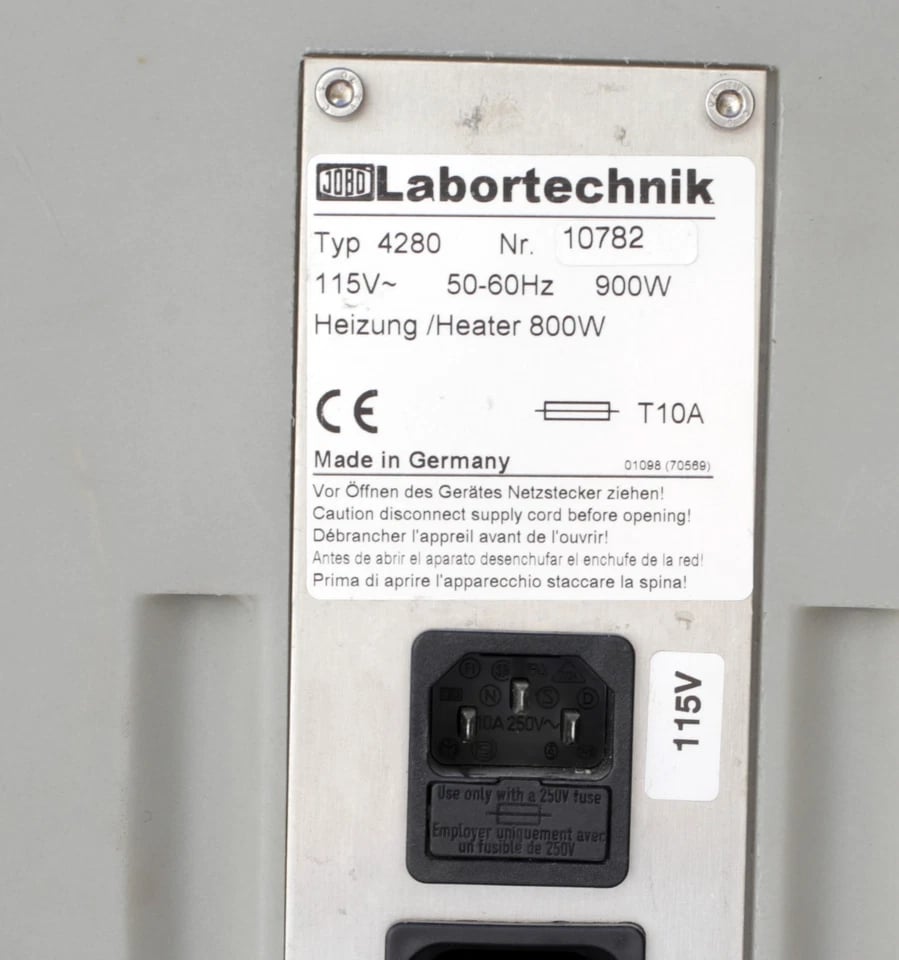 JOBO Labortechnik
Typ 4280 Nr. 10782
115V~ 50-60Hz 900W
Heizung /Heater 800W
CE T10A
Made in Germany 01098 (70569)
Vor Öffnen des Gerätes Netzstecker ziehen!
Caution disconnect supply cord before opening!
Débrancher l'appreil avant de l'ouvrir!
Antes de abrir el aparato desenchufar el enchufe de la red!
Prima di aprire l'apparecchio staccare la spina!
115V
N S D
10A 250V~
Use only with a 250V fuse
Employer uniquement avec
un fusible de 250V